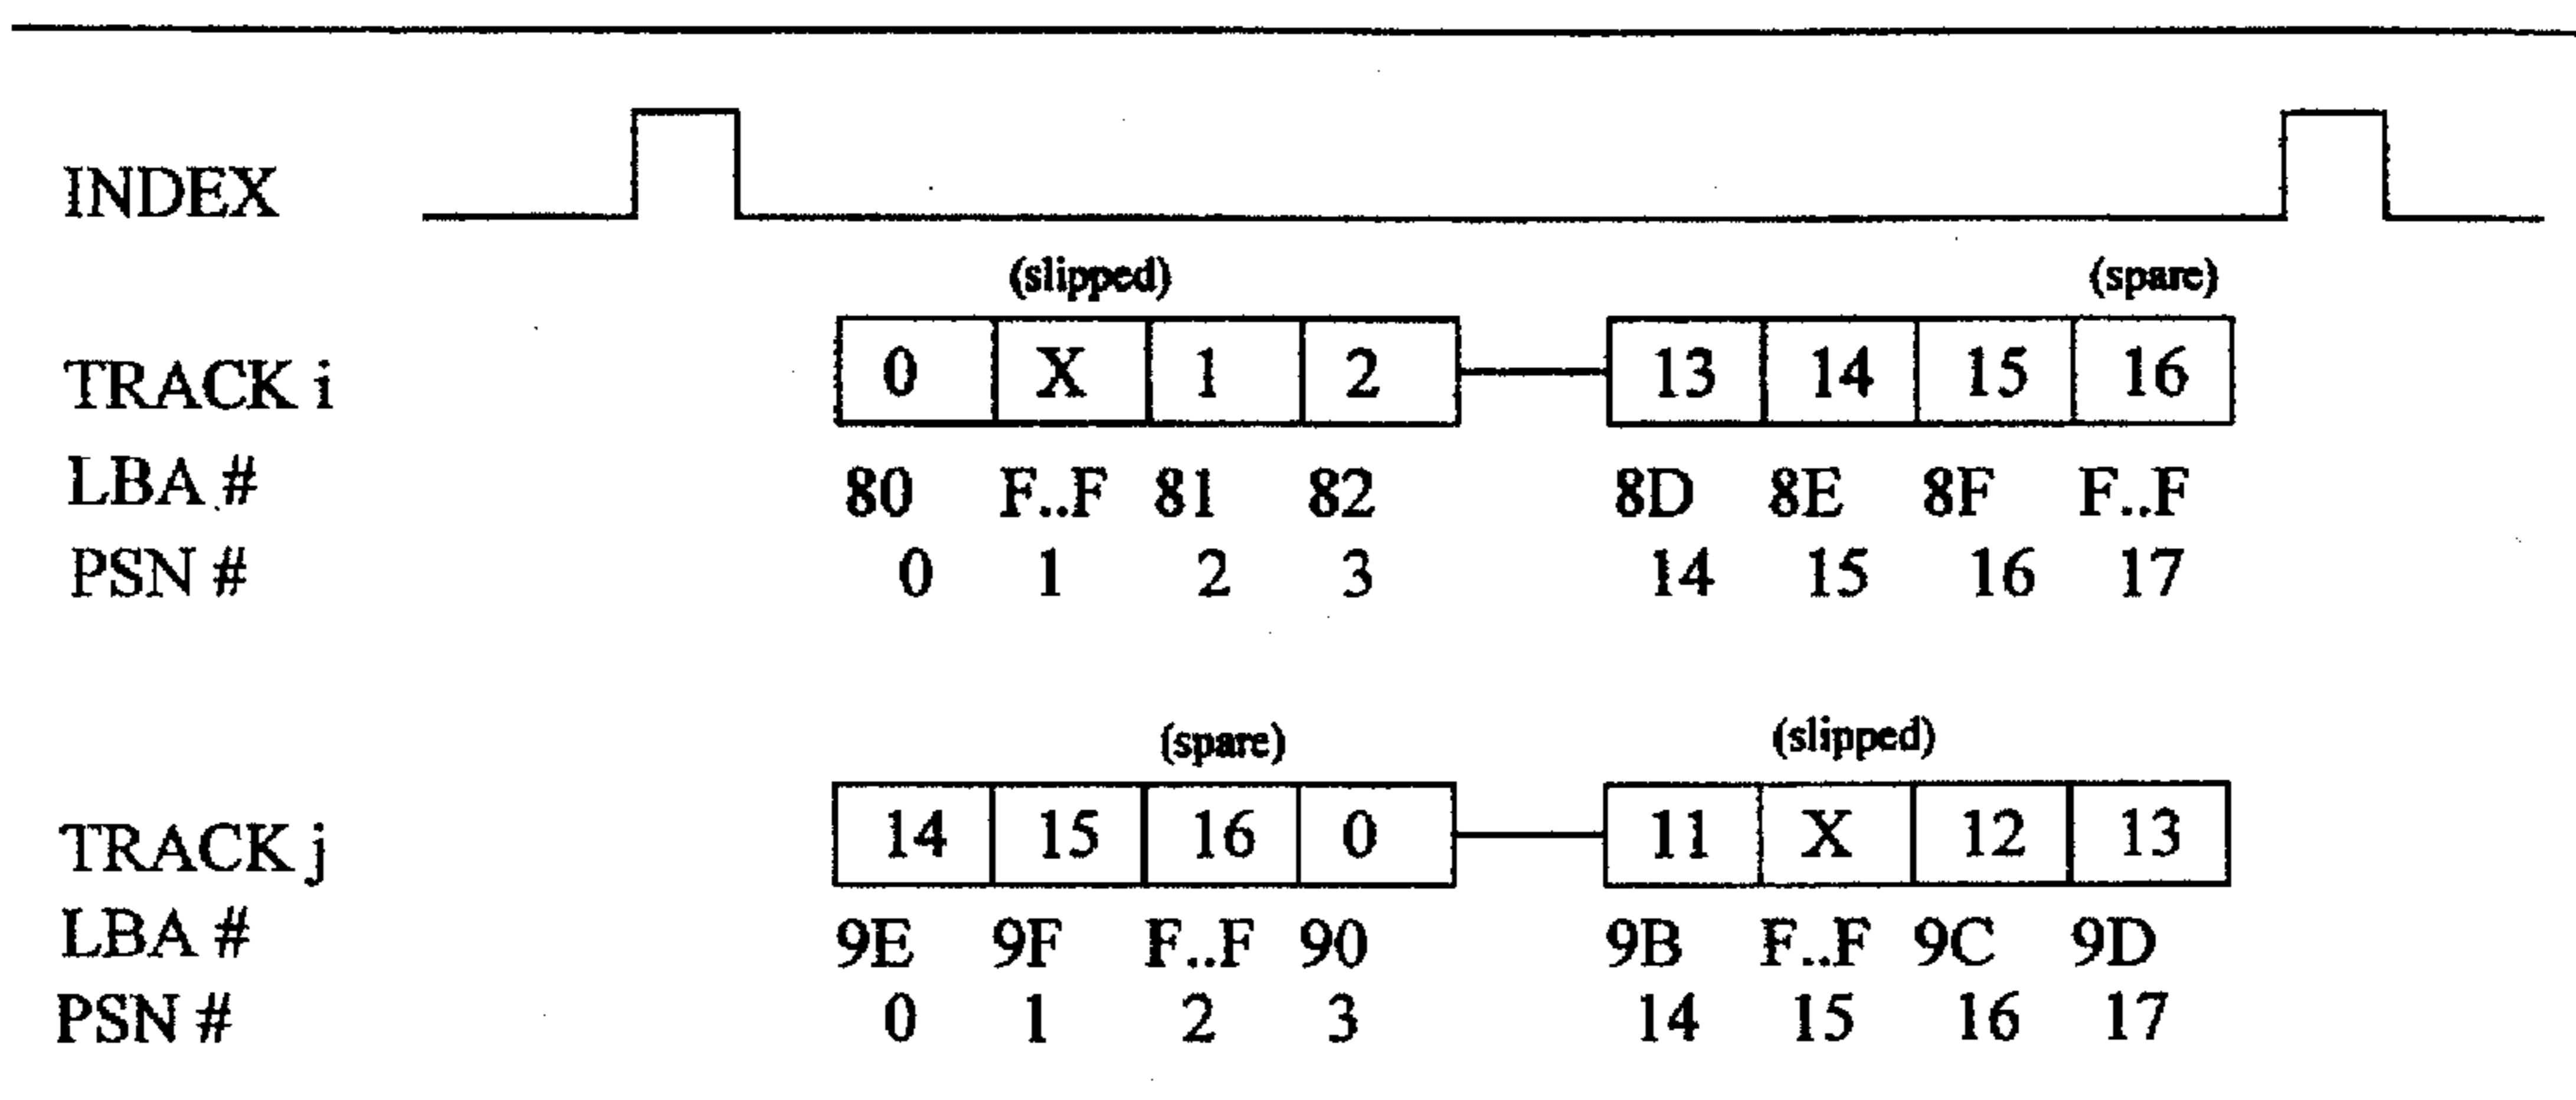 INDEX
(slipped) (spare)
TRACK i 0 X 1 2 13 14 15 16
LBA # 80 F..F 81 82 8D 8E 8F F..F
PSN # 0 1 2 3 14 15 16 17
(spare) (slipped)
TRACK j 14 15 16 0 11 X 12 13
LBA # 9E 9F F..F 90 9B F..F 9C 9D
PSN # 0 1 2 3 14 15 16 17